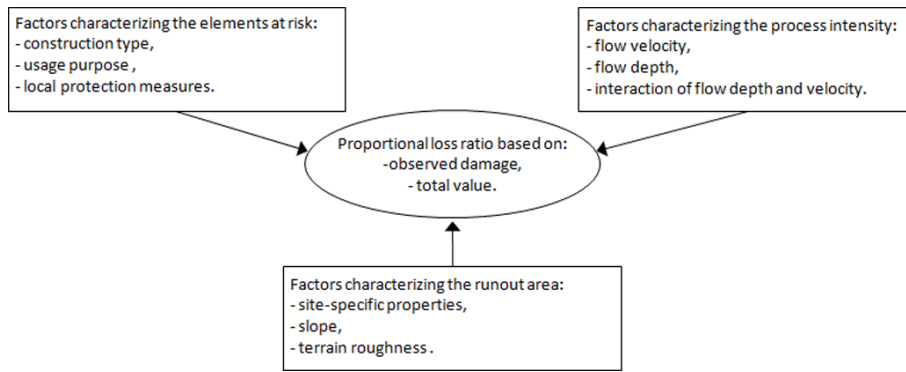 Factors characterizing the elements at risk:
- construction type,
- usage purpose ,
- local protection measures.
Factors characterizing the process intensity:
- flow velocity,
- flow depth,
- interaction of flow depth and velocity.
Proportional loss ratio based on:
-observed damage,
- total value.
Factors characterizing the runout area:
- site-specific properties,
- slope,
- terrain roughness .